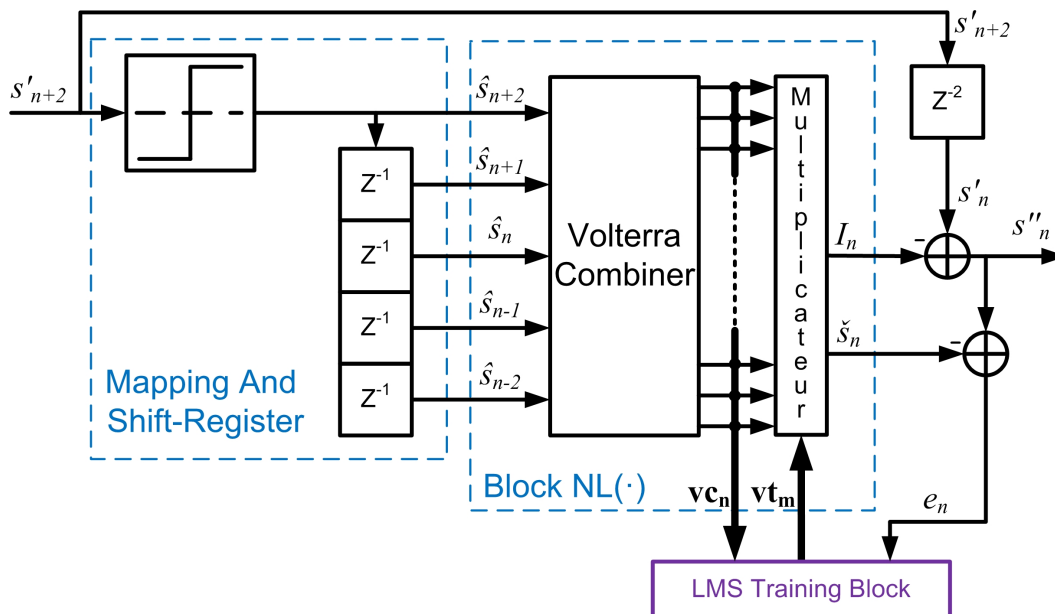 s'n+2
s'n+2
Z-2
ŝn+2
Z-1
ŝn+1
Z-1
ŝn
Z-1
ŝn-1
Z-1
ŝn-2
Volterra
Combiner
Multiplicateur
s'n
In
-
s''n
šn
-
Mapping And
Shift-Register
Block NL(·)
vcn
vtm
en
LMS Training Block